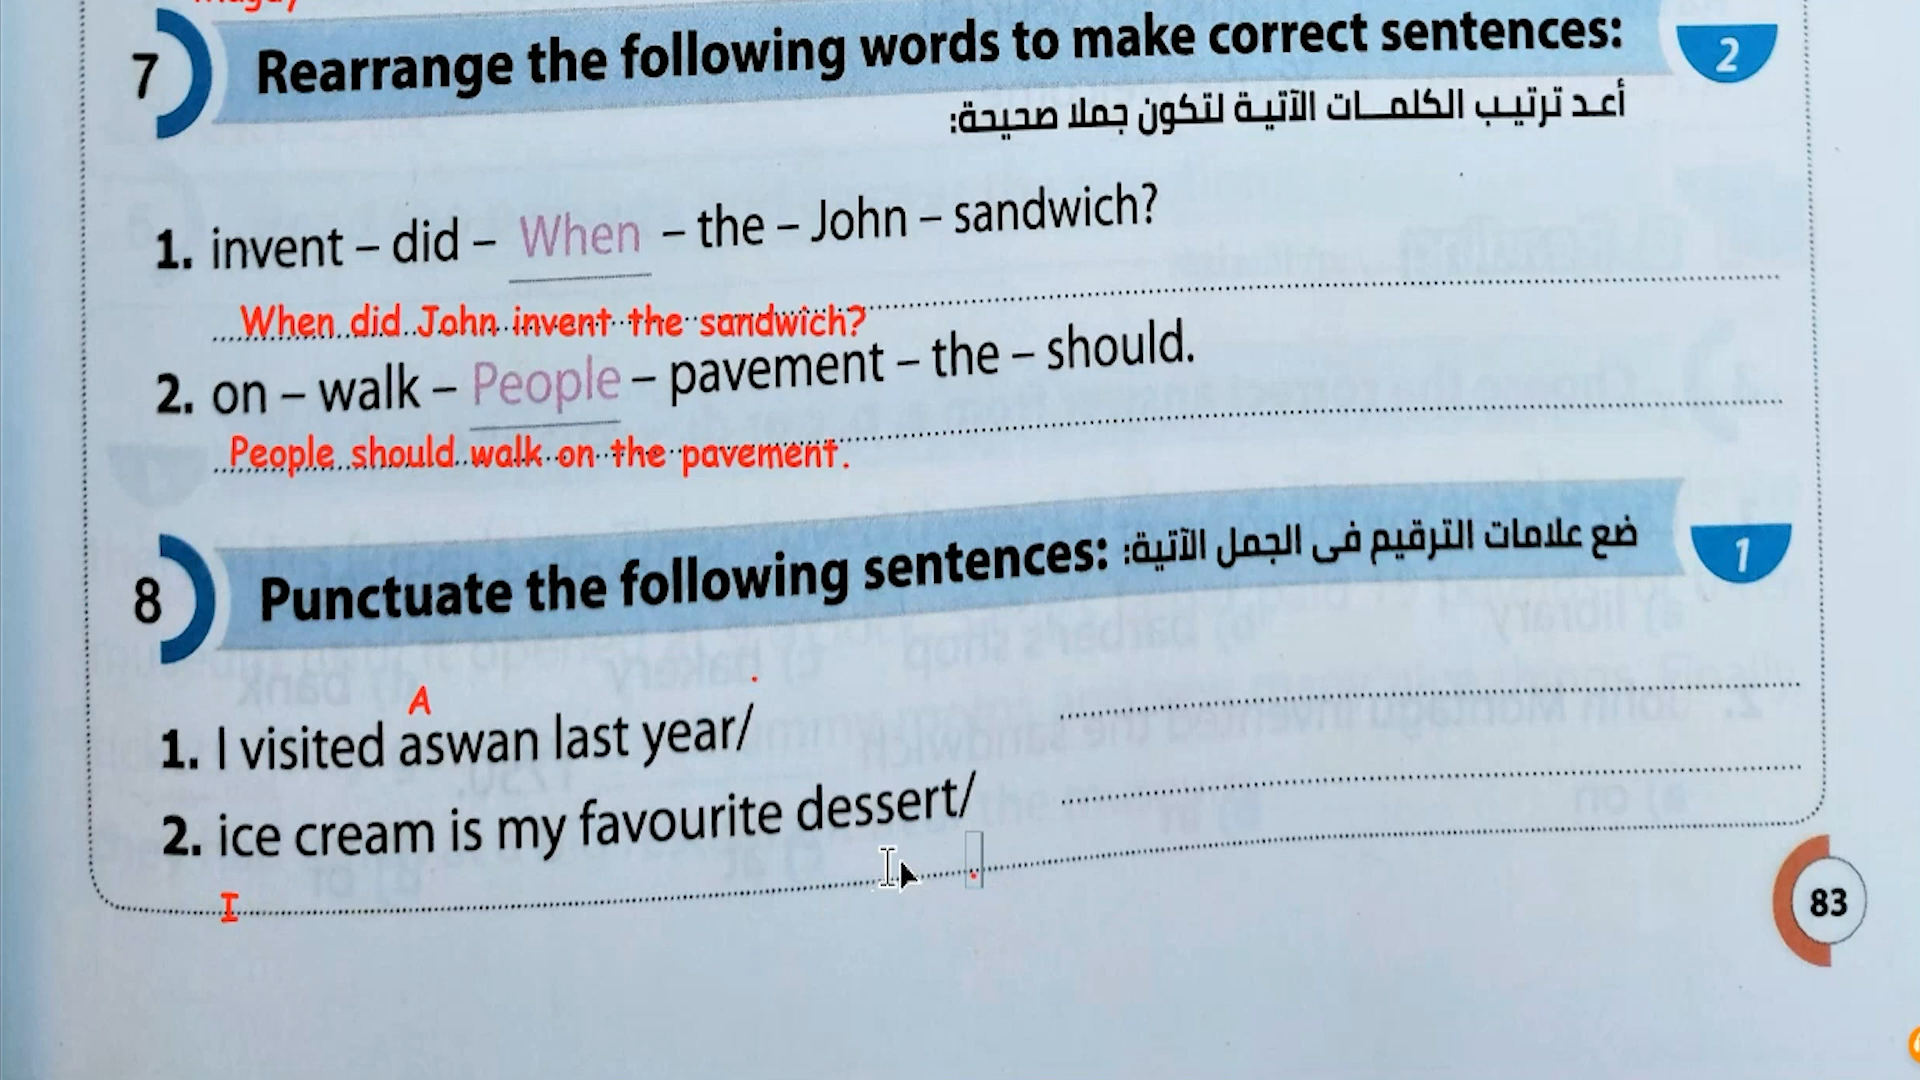 7 Rearrange the following words to make correct sentences: 2
أعد ترتيب الكلمات الآتية لتكون جملا صحيحة:
1. invent – did – When – the – John – sandwich?
When did John invent the sandwich?
2. on – walk – People – pavement – the – should.
People should walk on the pavement.
8 Punctuate the following sentences: ضع علامات الترقيم فى الجمل الآتية: 1
A .
1. I visited aswan last year/
2. ice cream is my favourite dessert/
I .
83